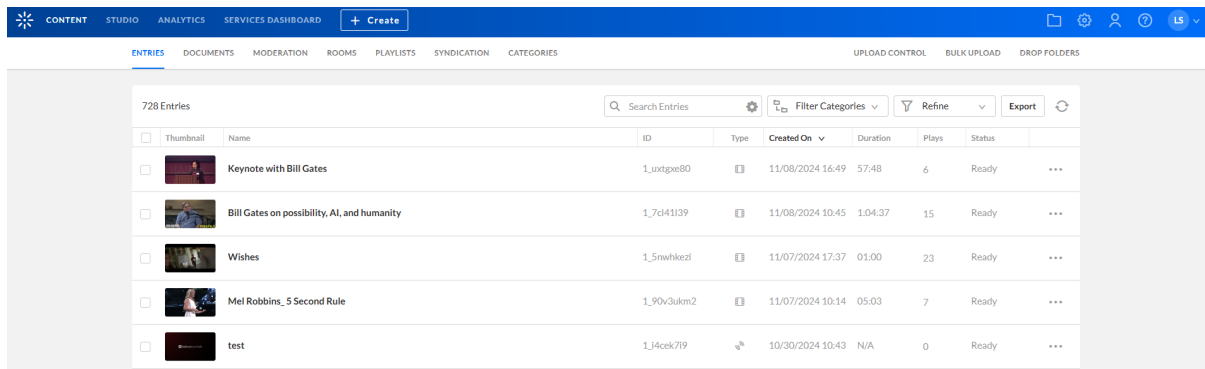 CONTENT STUDIO ANALYTICS SERVICES DASHBOARD + Create LS
ENTRIES DOCUMENTS MODERATION ROOMS PLAYLISTS SYNDICATION CATEGORIES UPLOAD CONTROL BULK UPLOAD DROP FOLDERS
728 Entries Search Entries Filter Categories Refine Export
Thumbnail Name ID Type Created On Duration Plays Status
Keynote with Bill Gates 1_uxtgxe80 11/08/2024 16:49 57:48 6 Ready
Bill Gates on possibility, AI, and humanity 1_7cl41l39 11/08/2024 10:45 1:04:37 15 Ready
Wishes 1_5nwhkezl 11/07/2024 17:37 01:00 23 Ready
Mel Robbins_ 5 Second Rule 1_90v3ukm2 11/07/2024 10:14 05:03 7 Ready
test 1_i4cek7l9 10/30/2024 10:43 N/A 0 Ready